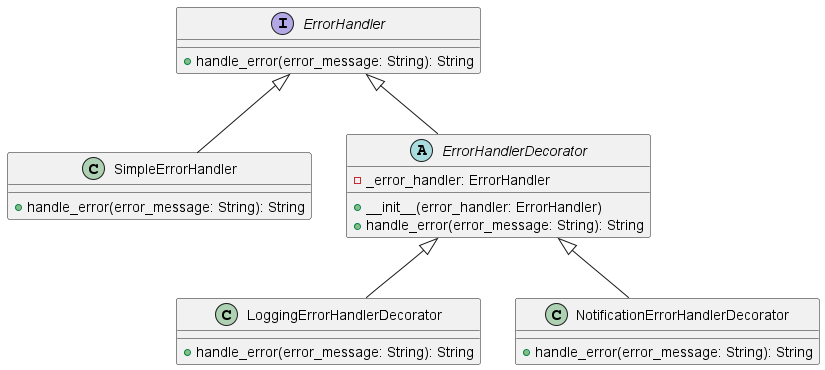 I ErrorHandler
handle_error(error_message: String): String
C SimpleErrorHandler
handle_error(error_message: String): String
A ErrorHandlerDecorator
_error_handler: ErrorHandler
__init__(error_handler: ErrorHandler)
handle_error(error_message: String): String
C LoggingErrorHandlerDecorator
handle_error(error_message: String): String
C NotificationErrorHandlerDecorator
handle_error(error_message: String): String